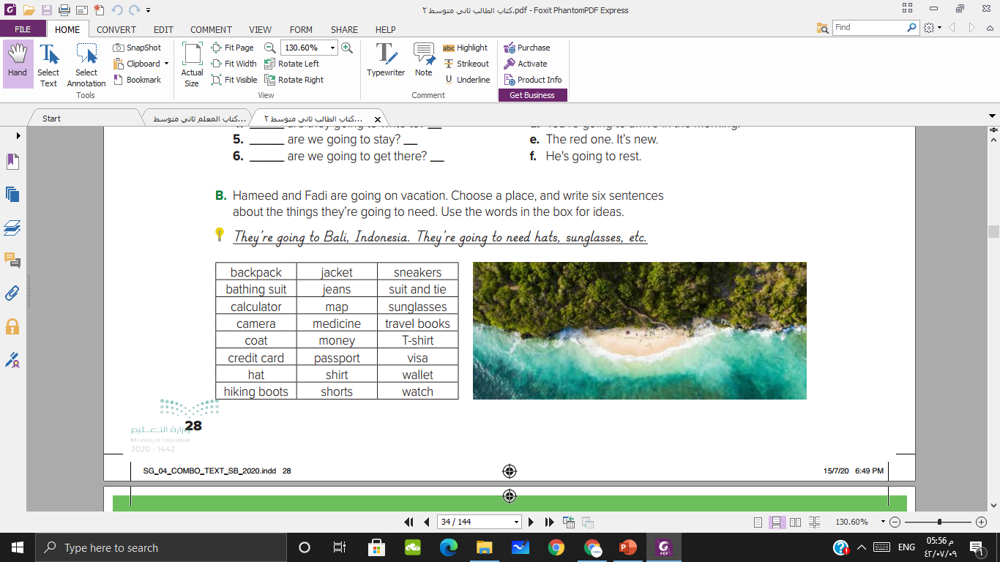 كتاب الطالب ثاني متوسط ٢.pdf - Foxit PhantomPDF Express
FILE HOME CONVERT EDIT COMMENT VIEW FORM SHARE HELP
Find
Hand
Select Text
Select Annotation
SnapShot
Clipboard
Bookmark
Tools
Actual Size
Fit Page
Fit Width
Fit Visible
130.60%
Rotate Left
Rotate Right
View
Typewriter
Note
Highlight
Strikeout
Underline
Comment
Purchase
Activate
Product Info
Get Business
Start
كتاب المعلم ثاني متوسط...
كتاب الطالب ثاني متوسط ٢...
5. _____ are we going to stay? __
6. _____ are we going to get there? __
e. The red one. It's new.
f. He's going to rest.
B. Hameed and Fadi are going on vacation. Choose a place, and write six sentences
about the things they're going to need. Use the words in the box for ideas.
They're going to Bali, Indonesia. They're going to need hats, sunglasses, etc.
backpack jacket sneakers
bathing suit jeans suit and tie
calculator map sunglasses
camera medicine travel books
coat money T-shirt
credit card passport visa
hat shirt wallet
hiking boots shorts watch
28
وزارة التعليم
Ministry of Education
2020 - 1442
SG_04_COMBO_TEXT_SB_2020.indd 28
15/7/20 6:49 PM
34 / 144
130.60%
Type here to search
ENG
05:56 م
٤٢/٠٧/٠٩